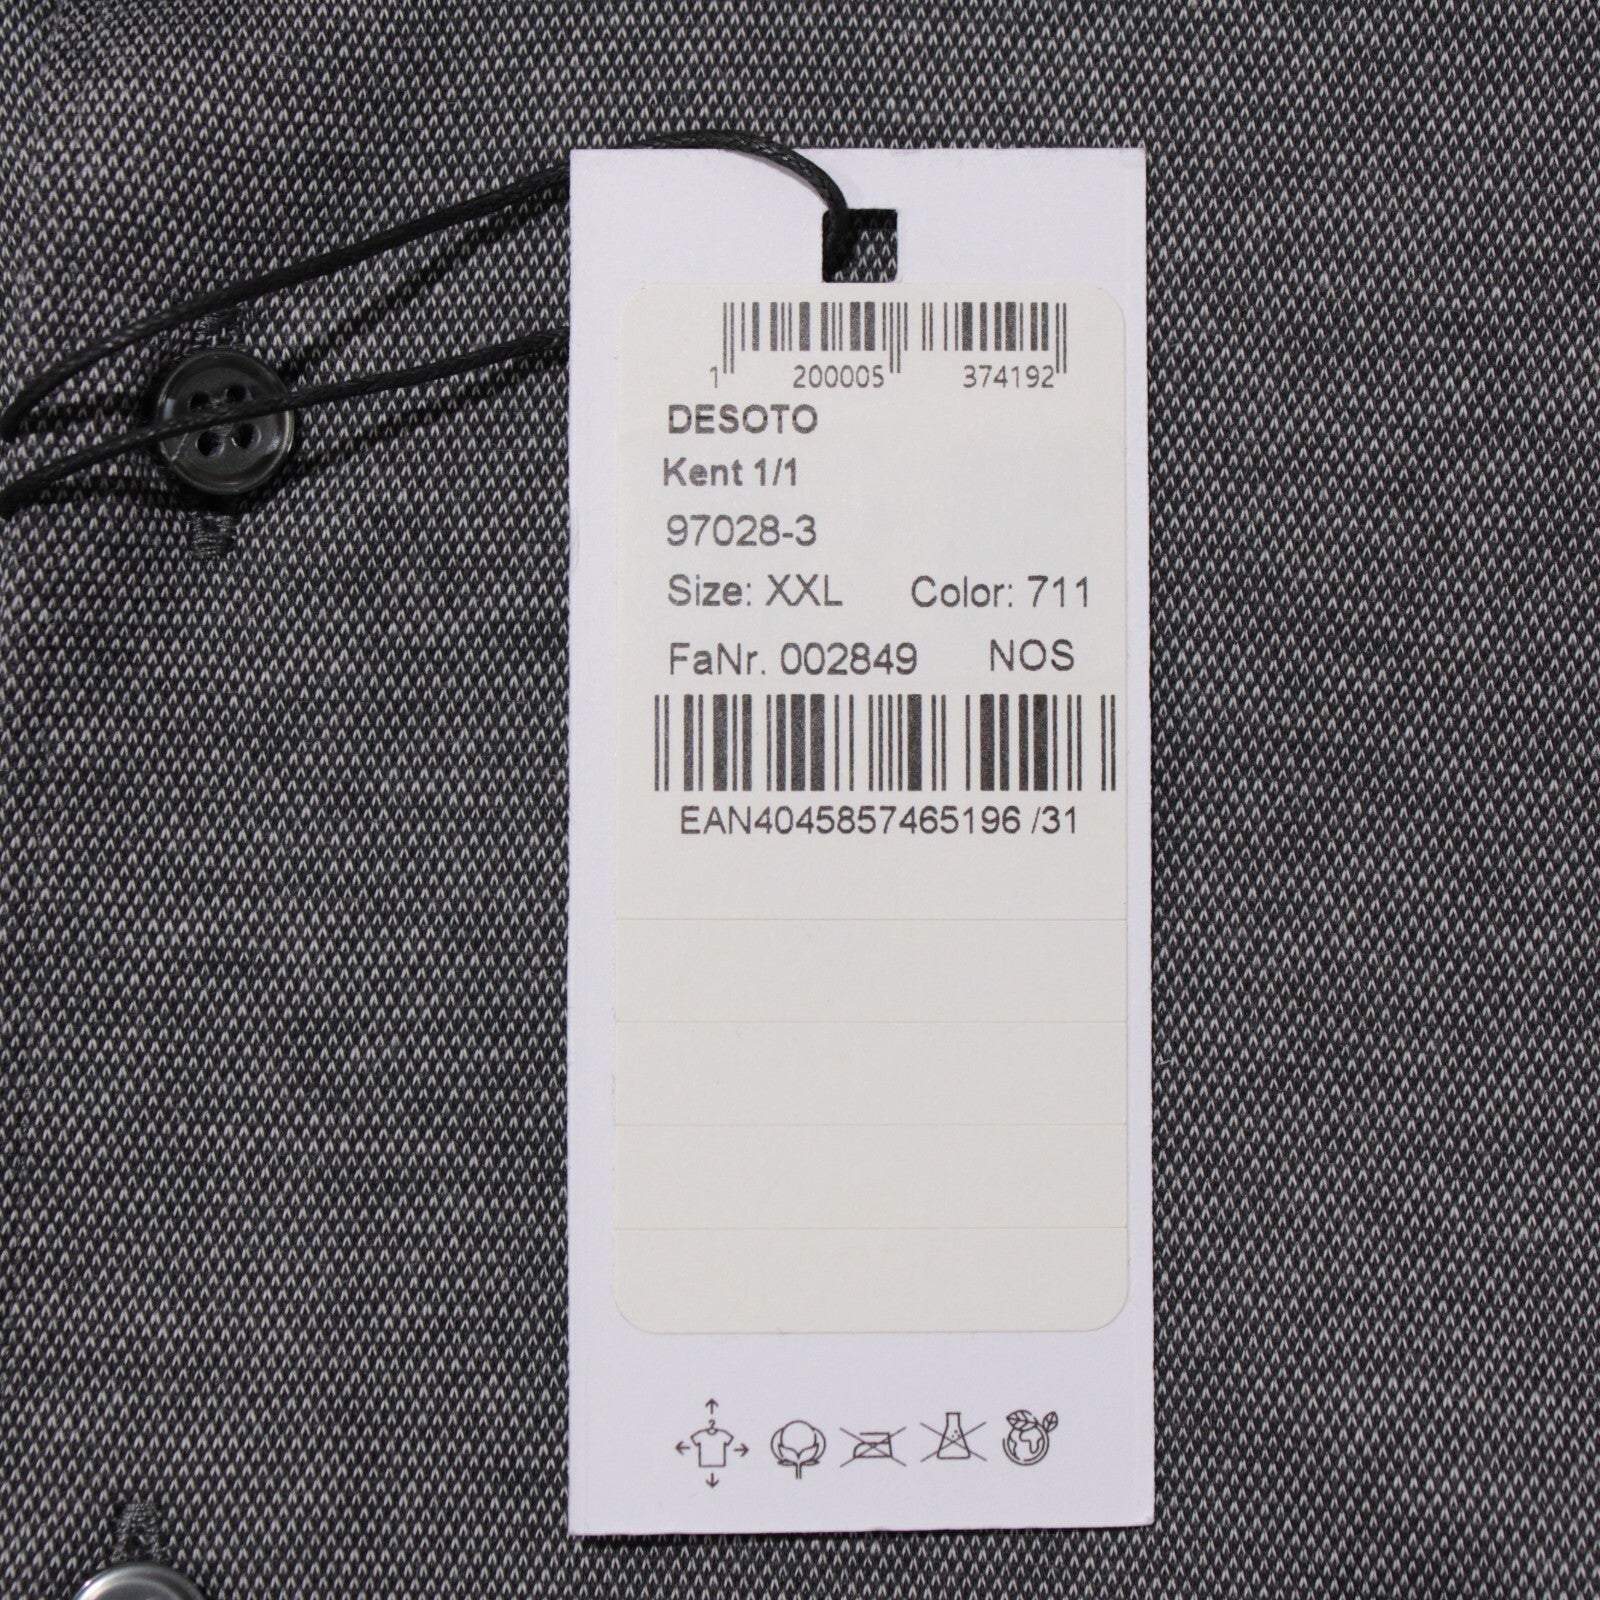 1 200005 374192
DESOTO
Kent 1/1
97028-3
Size: XXL Color: 711
FaNr. 002849 NOS
EAN4045857465196 /31